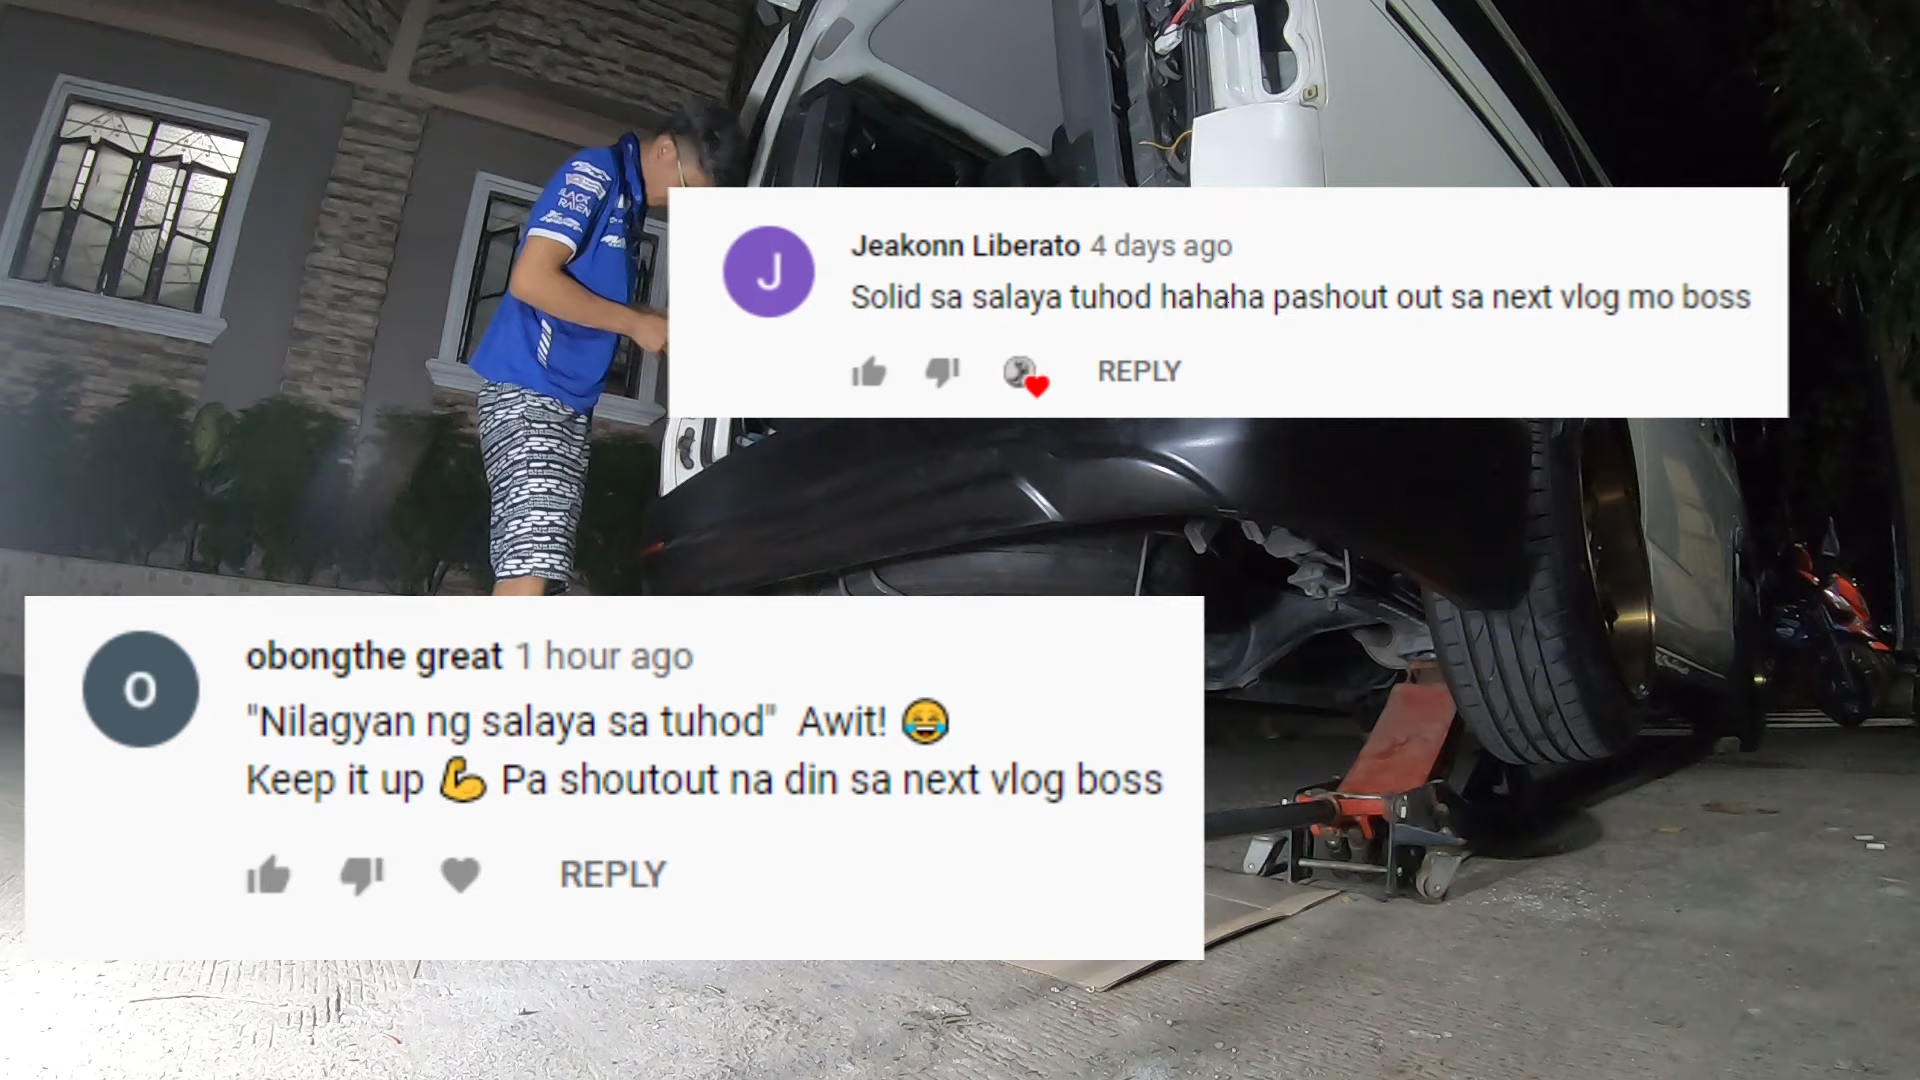 BLACK
RAVEN
J
Jeakonn Liberato 4 days ago
Solid sa salaya tuhod hahaha pashout out sa next vlog mo boss
REPLY
o
obongthe great 1 hour ago
"Nilagyan ng salaya sa tuhod" Awit! 😂
Keep it up 💪 Pa shoutout na din sa next vlog boss
REPLY